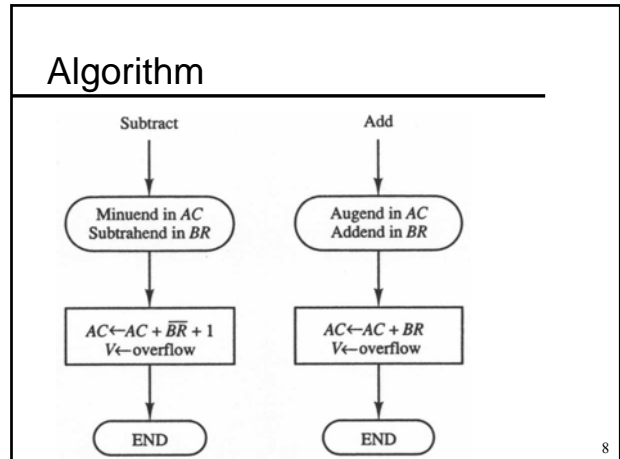 Algorithm
Subtract
Minuend in AC
Subtrahend in BR
AC←AC + B̅R̅ + 1
V←overflow
END
Add
Augend in AC
Addend in BR
AC←AC + BR
V←overflow
END
8